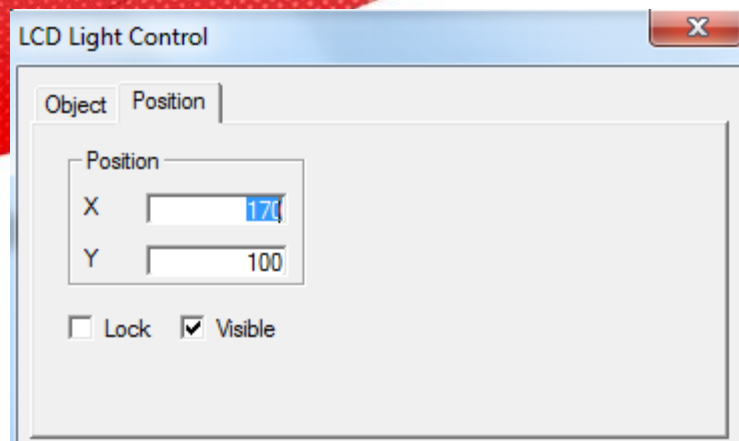 LCD Light Control
Object Position
Position
X 170
Y 100
Lock Visible